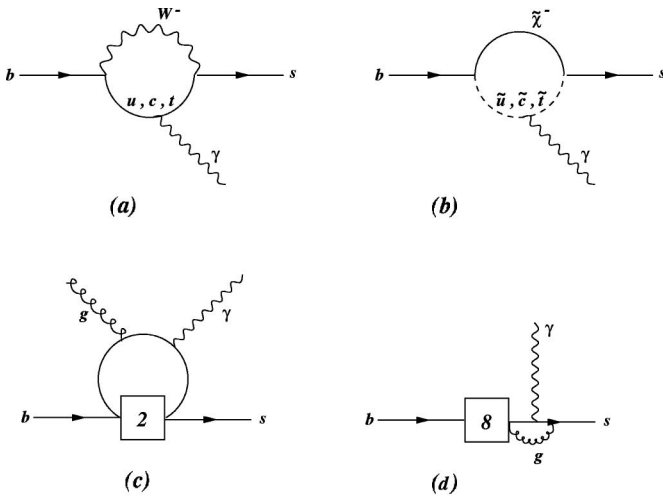 W⁻
b s
u , c , t
γ
(a)
χ̃⁻
b s
ũ , c̃ , t̃
γ
(b)
g γ
b 2 s
(c)
γ
b 8 s
g
(d)